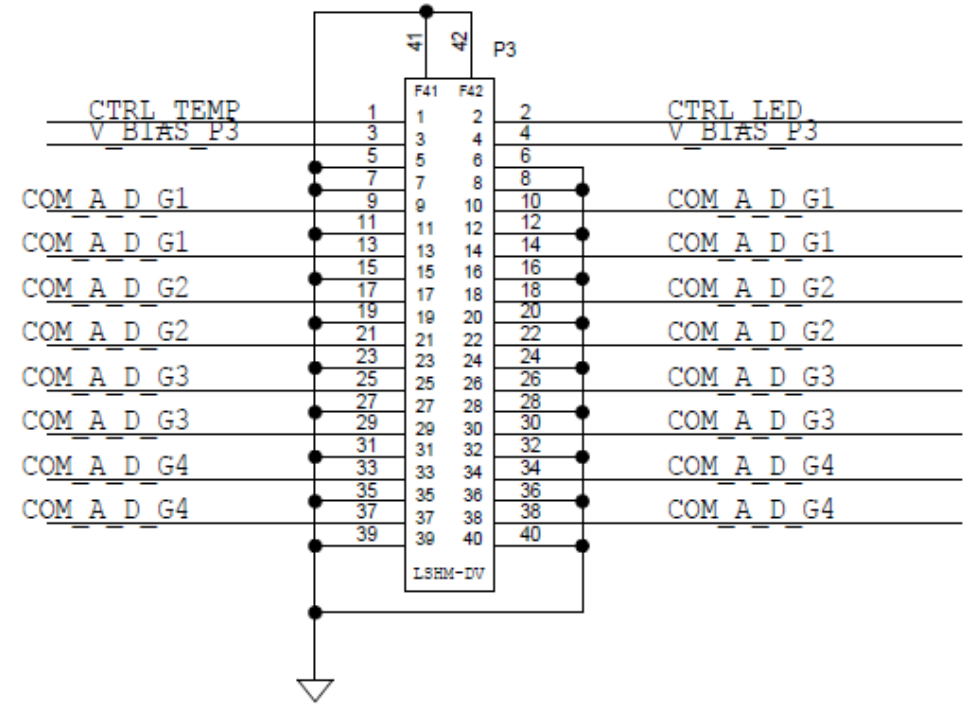 41 42 P3
F41 F42
CTRL_TEMP 1 1 2 2 CTRL_LED
V_BIAS_P3 3 3 4 4 V_BIAS_P3
5 5 6 6
7 7 8 8
COM_A_D_G1 9 9 10 10 COM_A_D_G1
11 11 12 12
COM_A_D_G1 13 13 14 14 COM_A_D_G1
15 15 16 16
COM_A_D_G2 17 17 18 18 COM_A_D_G2
19 19 20 20
COM_A_D_G2 21 21 22 22 COM_A_D_G2
23 23 24 24
COM_A_D_G3 25 25 26 26 COM_A_D_G3
27 27 28 28
COM_A_D_G3 29 29 30 30 COM_A_D_G3
31 31 32 32
COM_A_D_G4 33 33 34 34 COM_A_D_G4
35 35 36 36
COM_A_D_G4 37 37 38 38 COM_A_D_G4
39 39 40 40
LSHM-DV